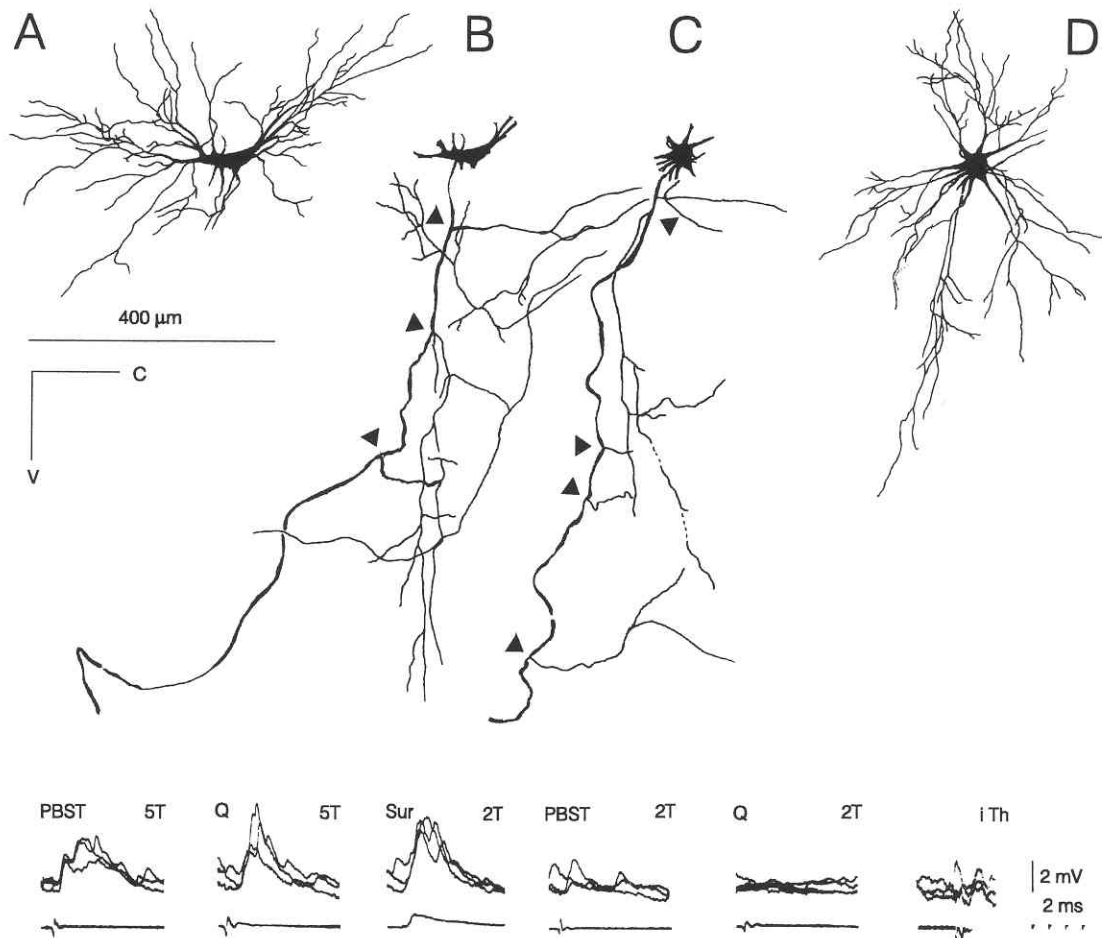 A B C D
400 µm
C
V
PBST 5T Q 5T Sur 2T PBST 2T Q 2T i Th
2 mV
2 ms